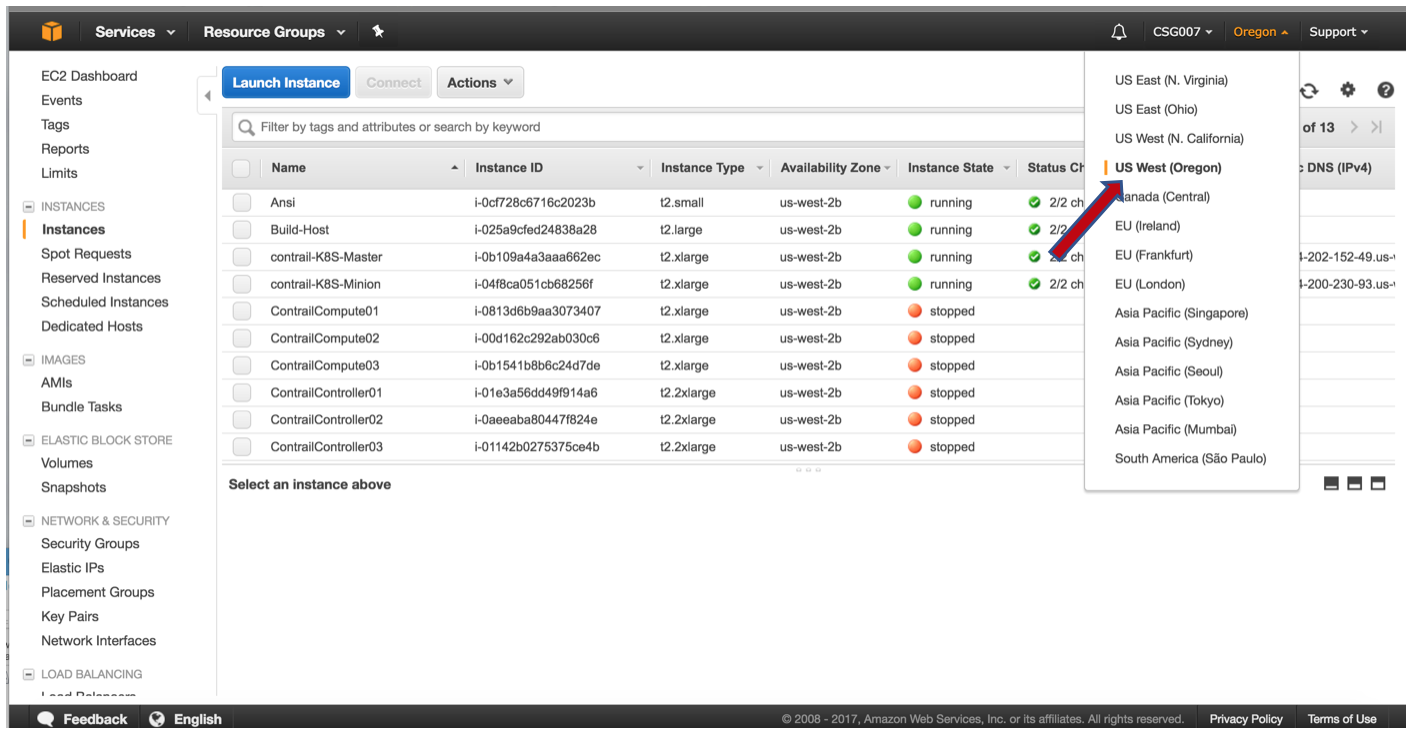 Services Resource Groups CSG007 Oregon Support
EC2 Dashboard
Events
Tags
Reports
Limits
INSTANCES
Instances
Spot Requests
Reserved Instances
Scheduled Instances
Dedicated Hosts
IMAGES
AMIs
Bundle Tasks
ELASTIC BLOCK STORE
Volumes
Snapshots
NETWORK & SECURITY
Security Groups
Elastic IPs
Placement Groups
Key Pairs
Network Interfaces
LOAD BALANCING
Load Balancers
Launch Instance Connect Actions
Filter by tags and attributes or search by keyword of 13
Name Instance ID Instance Type Availability Zone Instance State Status Ch DNS (IPv4)
Ansi i-0cf728c6716c2023b t2.small us-west-2b running 2/2 ch
Build-Host i-025a9cfed24838a28 t2.large us-west-2b running 2/2
contrail-K8S-Master i-0b109a4a3aaa662ec t2.xlarge us-west-2b running 2/2 ch -202-152-49.us-
contrail-K8S-Minion i-04f8ca051cb68256f t2.xlarge us-west-2b running 2/2 ch -200-230-93.us-
ContrailCompute01 i-0813d6b9aa3073407 t2.xlarge us-west-2b stopped
ContrailCompute02 i-00d162c292ab030c6 t2.xlarge us-west-2b stopped
ContrailCompute03 i-0b1541b8b6c24d7de t2.xlarge us-west-2b stopped
ContrailController01 i-01e3a56dd49f914a6 t2.2xlarge us-west-2b stopped
ContrailController02 i-0aeeaba80447f824e t2.2xlarge us-west-2b stopped
ContrailController03 i-01142b0275375ce4b t2.2xlarge us-west-2b stopped
Select an instance above
US East (N. Virginia)
US East (Ohio)
US West (N. California)
US West (Oregon)
Canada (Central)
EU (Ireland)
EU (Frankfurt)
EU (London)
Asia Pacific (Singapore)
Asia Pacific (Sydney)
Asia Pacific (Seoul)
Asia Pacific (Tokyo)
Asia Pacific (Mumbai)
South America (São Paulo)
Feedback English © 2008 - 2017, Amazon Web Services, Inc. or its affiliates. All rights reserved. Privacy Policy Terms of Use